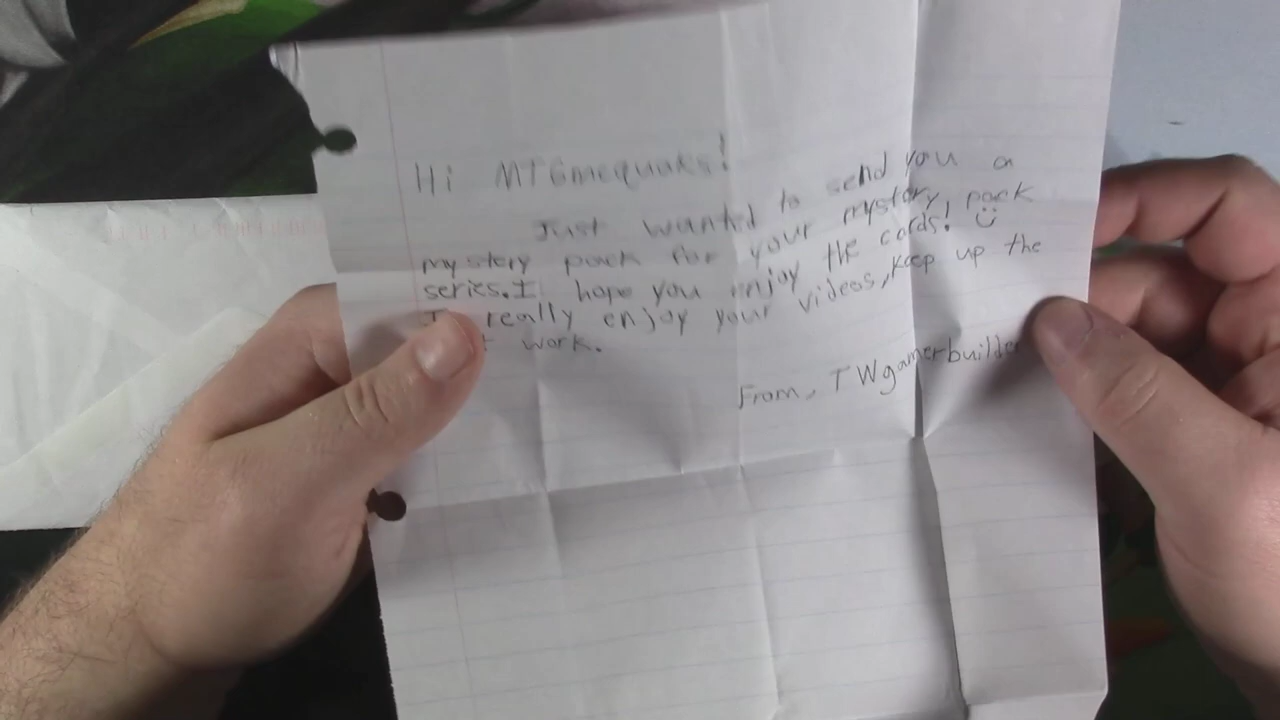 Hi MTGmcquaks!
Just wanted to send you a
mystery pack for your mystery pack
series. I hope you enjoy the cards! :)
I really enjoy your videos, keep up the
work.
From, TWgamerbuilder